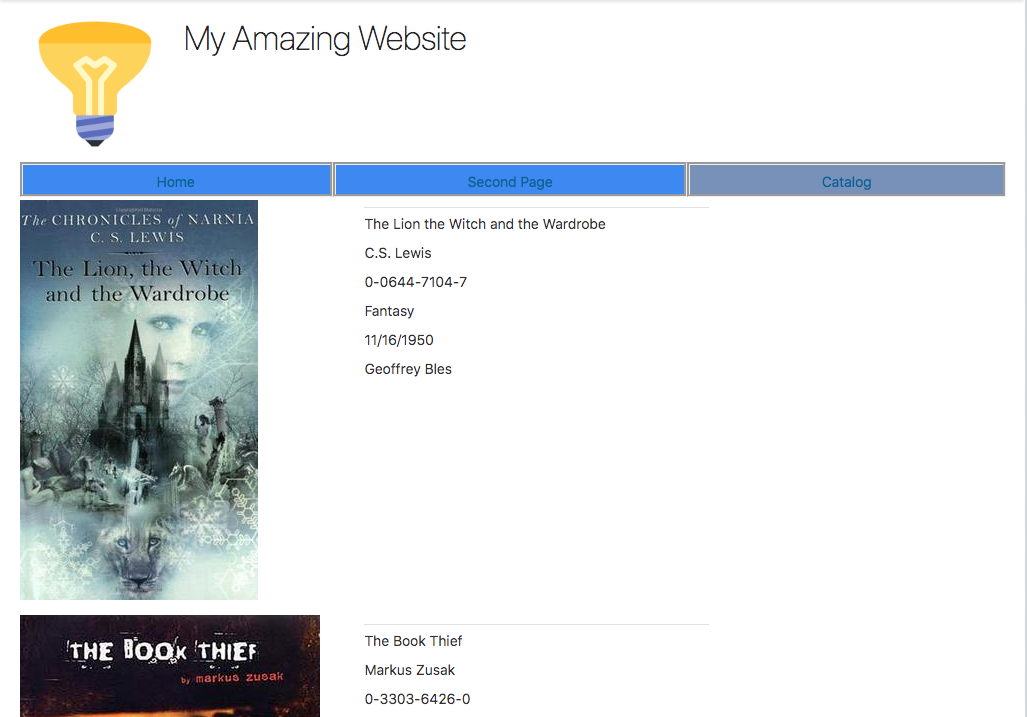 My Amazing Website
Home
Second Page
Catalog
The CHRONICLES of NARNIA
C. S. LEWIS
The Lion, the Witch
and the Wardrobe
The Lion the Witch and the Wardrobe
C.S. Lewis
0-0644-7104-7
Fantasy
11/16/1950
Geoffrey Bles
THE BOOK THIEF
by markus zusak
The Book Thief
Markus Zusak
0-3303-6426-0